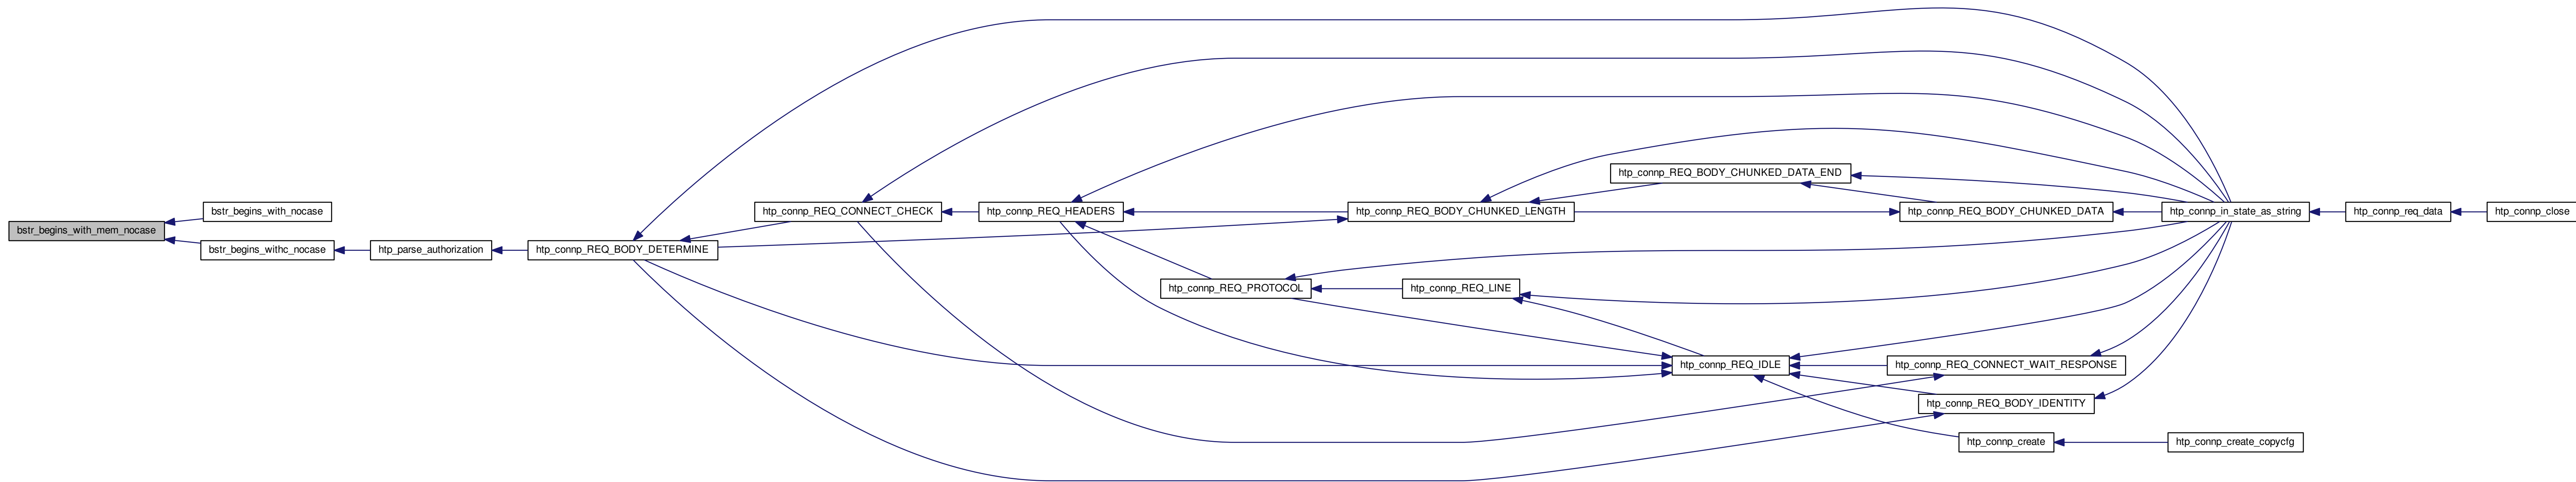 bstr_begins_with_mem_nocase
bstr_begins_with_nocase
bstr_begins_withc_nocase
htp_parse_authorization
htp_connp_REQ_BODY_DETERMINE
htp_connp_REQ_CONNECT_CHECK
htp_connp_REQ_HEADERS
htp_connp_REQ_PROTOCOL
htp_connp_REQ_BODY_CHUNKED_LENGTH
htp_connp_REQ_LINE
htp_connp_REQ_BODY_CHUNKED_DATA_END
htp_connp_REQ_IDLE
htp_connp_REQ_BODY_CHUNKED_DATA
htp_connp_REQ_CONNECT_WAIT_RESPONSE
htp_connp_REQ_BODY_IDENTITY
htp_connp_create
htp_connp_in_state_as_string
htp_connp_create_copycfg
htp_connp_req_data
htp_connp_close